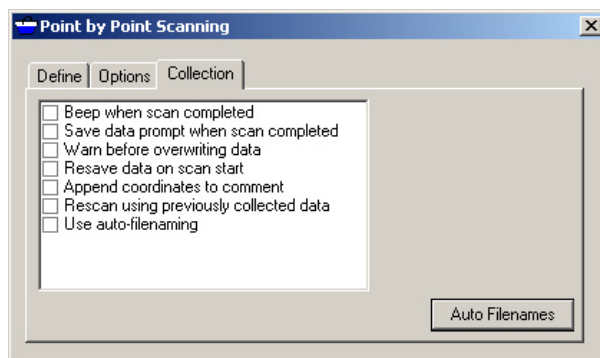 Point by Point Scanning
Define Options Collection
Beep when scan completed
Save data prompt when scan completed
Warn before overwriting data
Resave data on scan start
Append coordinates to comment
Rescan using previously collected data
Use auto-filenaming
Auto Filenames